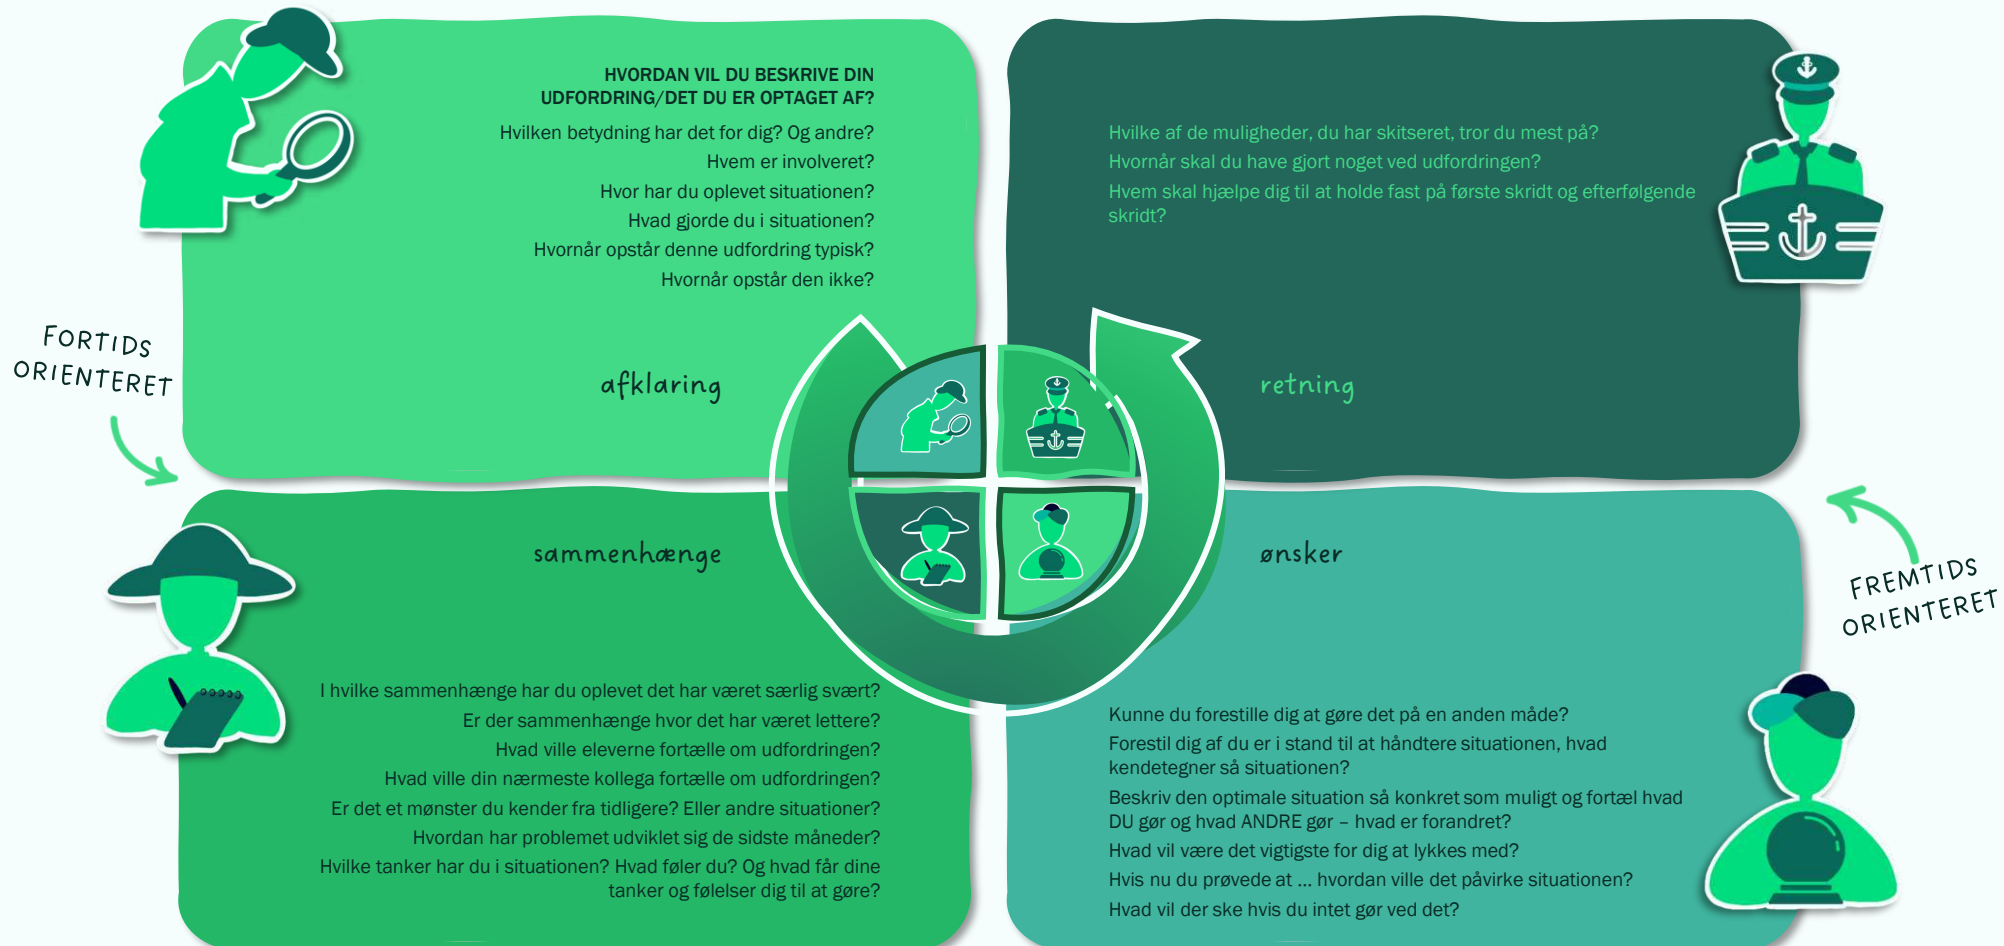 HVORDAN VIL DU BESKRIVE DIN
UDFORDRING/DET DU ER OPTAGET AF?
Hvilken betydning har det for dig? Og andre?
Hvem er involveret?
Hvor har du oplevet situationen?
Hvad gjorde du i situationen?
Hvornår opstår denne udfordring typisk?
Hvornår opstår den ikke?
afklaring
Hvilke af de muligheder, du har skitseret, tror du mest på?
Hvornår skal du have gjort noget ved udfordringen?
Hvem skal hjælpe dig til at holde fast på første skridt og efterfølgende
skridt?
retning
FORTIDS
ORIENTERET
sammenhænge
I hvilke sammenhænge har du oplevet det har været særlig svært?
Er der sammenhænge hvor det har været lettere?
Hvad ville eleverne fortælle om udfordringen?
Hvad ville din nærmeste kollega fortælle om udfordringen?
Er det et mønster du kender fra tidligere? Eller andre situationer?
Hvordan har problemet udviklet sig de sidste måneder?
Hvilke tanker har du i situationen? Hvad føler du? Og hvad får dine
tanker og følelser dig til at gøre?
ønsker
FREMTIDS
ORIENTERET
Kunne du forestille dig at gøre det på en anden måde?
Forestil dig af du er i stand til at håndtere situationen, hvad
kendetegner så situationen?
Beskriv den optimale situation så konkret som muligt og fortæl hvad
DU gør og hvad ANDRE gør – hvad er forandret?
Hvad vil være det vigtigste for dig at lykkes med?
Hvis nu du prøvede at ... hvordan ville det påvirke situationen?
Hvad vil der ske hvis du intet gør ved det?